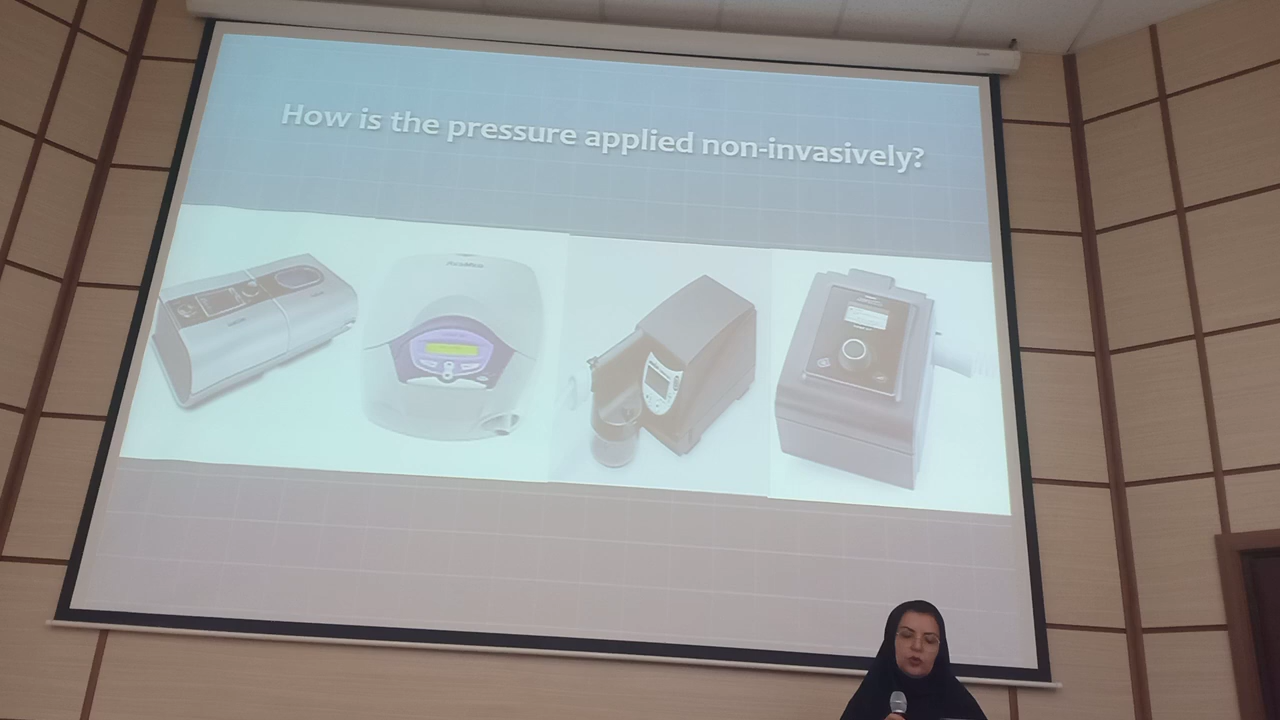 How is the pressure applied non-invasively?